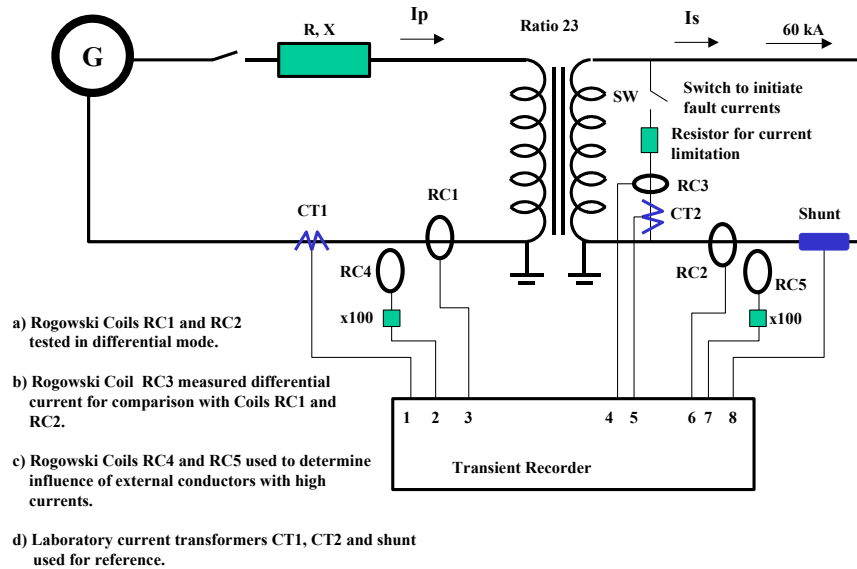 Ip
Ratio 23
Is
60 kA
R, X
G
SW
Switch to initiate
fault currents
Resistor for current
limitation
RC3
RC1
CT1
CT2
Shunt
RC4
RC2
RC5
x100
x100
a) Rogowski Coils RC1 and RC2
tested in differential mode.
b) Rogowski Coil RC3 measured differential
current for comparison with Coils RC1 and
RC2.
c) Rogowski Coils RC4 and RC5 used to determine
influence of external conductors with high
currents.
d) Laboratory current transformers CT1, CT2 and shunt
used for reference.
1 2 3 4 5 6 7 8
Transient Recorder